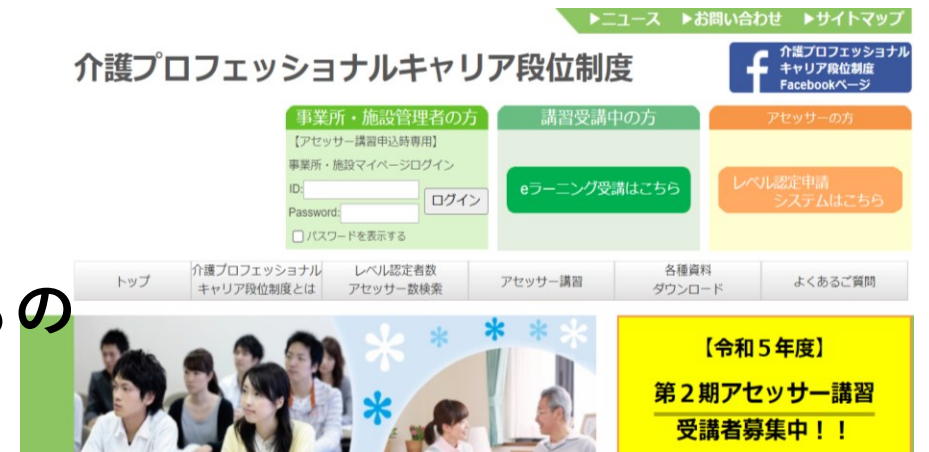 ▶ニュース ▶お問い合わせ ▶サイトマップ
介護プロフェッショナルキャリア段位制度
f 介護プロフェッショナル
キャリア段位制度
Facebookページ
事業所・施設管理者の方
【アセッサー講習申込時専用】
事業所・施設マイページログイン
ID:
Password:
ログイン
パスワードを表示する
講習受講中の方
eラーニング受講はこちら
アセッサーの方
レベル認定申請
システムはこちら
トップ
介護プロフェッショナル
キャリア段位制度とは
レベル認定者数
アセッサー数検索
アセッサー講習
各種資料
ダウンロード
よくあるご質問
の
【令和５年度】
第２期アセッサー講習
受講者募集中！！